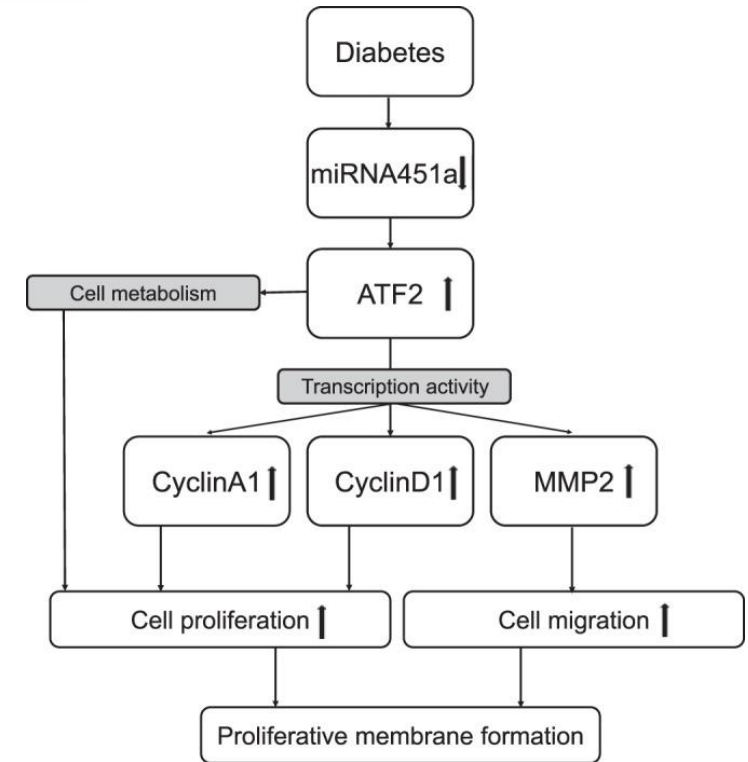 Diabetes
miRNA451a
ATF2
Cell metabolism
Transcription activity
CyclinA1
CyclinD1
MMP2
Cell proliferation
Cell migration
Proliferative membrane formation